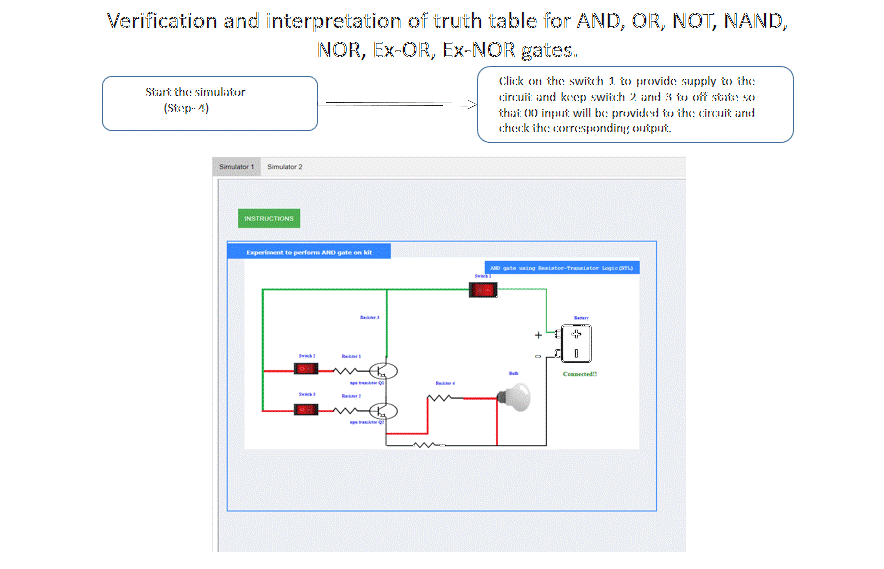 Verification and interpretation of truth table for AND, OR, NOT, NAND,
NOR, Ex-OR, Ex-NOR gates.
Start the simulator
(Step- 4)
Click on the switch 1 to provide supply to the
circuit and keep switch 2 and 3 to off state so
that 00 input will be provided to the circuit and
check the corresponding output.
Simulator 1 Simulator 2
INSTRUCTIONS
Experiment to perform AND gate on kit
AND gate using Resistor-Transistor Logic(RTL)
Switch 1
Resistor 3
Battery
+
-
Connected!!
Switch 2 Resistor 1
npn transistor Q1
Bulb
Resistor 4
Switch 3 Resistor 2
npn transistor Q2